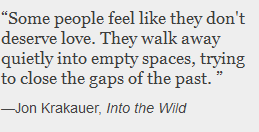 “Some people feel like they don't
deserve love. They walk away
quietly into empty spaces, trying
to close the gaps of the past. ”
—Jon Krakauer, Into the Wild